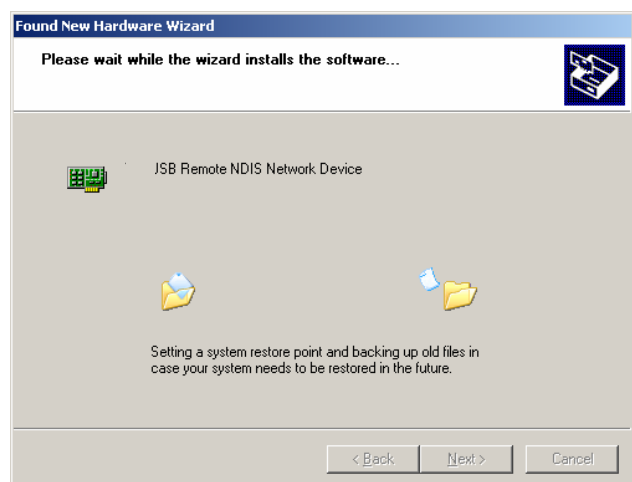 Found New Hardware Wizard
Please wait while the wizard installs the software...
JSB Remote NDIS Network Device
Setting a system restore point and backing up old files in
case your system needs to be restored in the future.
< Back
Next >
Cancel